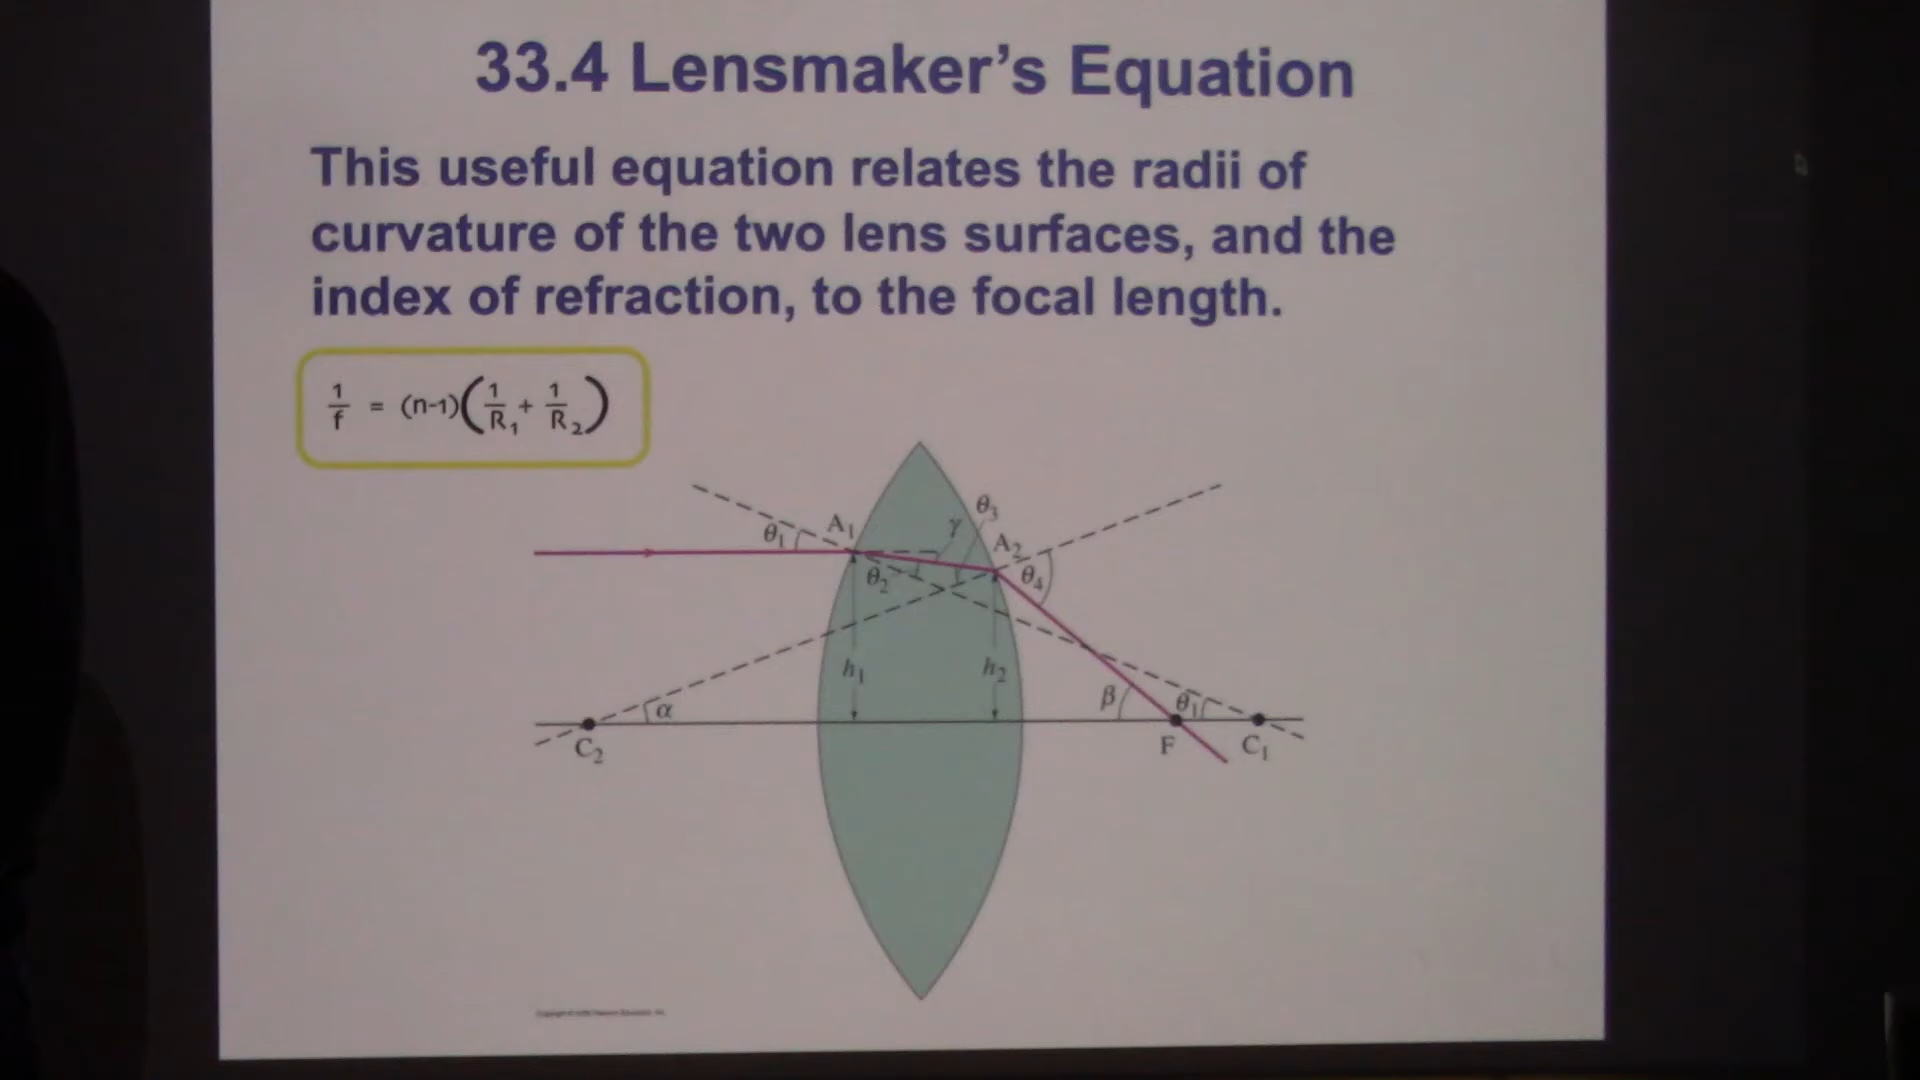 33.4 Lensmaker's Equation
This useful equation relates the radii of
curvature of the two lens surfaces, and the
index of refraction, to the focal length.
1/f = (n-1)(1/R₁ + 1/R₂)
θ₃
θ₁ A₁ γ A₂
θ₂ θ₄
h₁ h₂
α β θ₁
C₂ F C₁